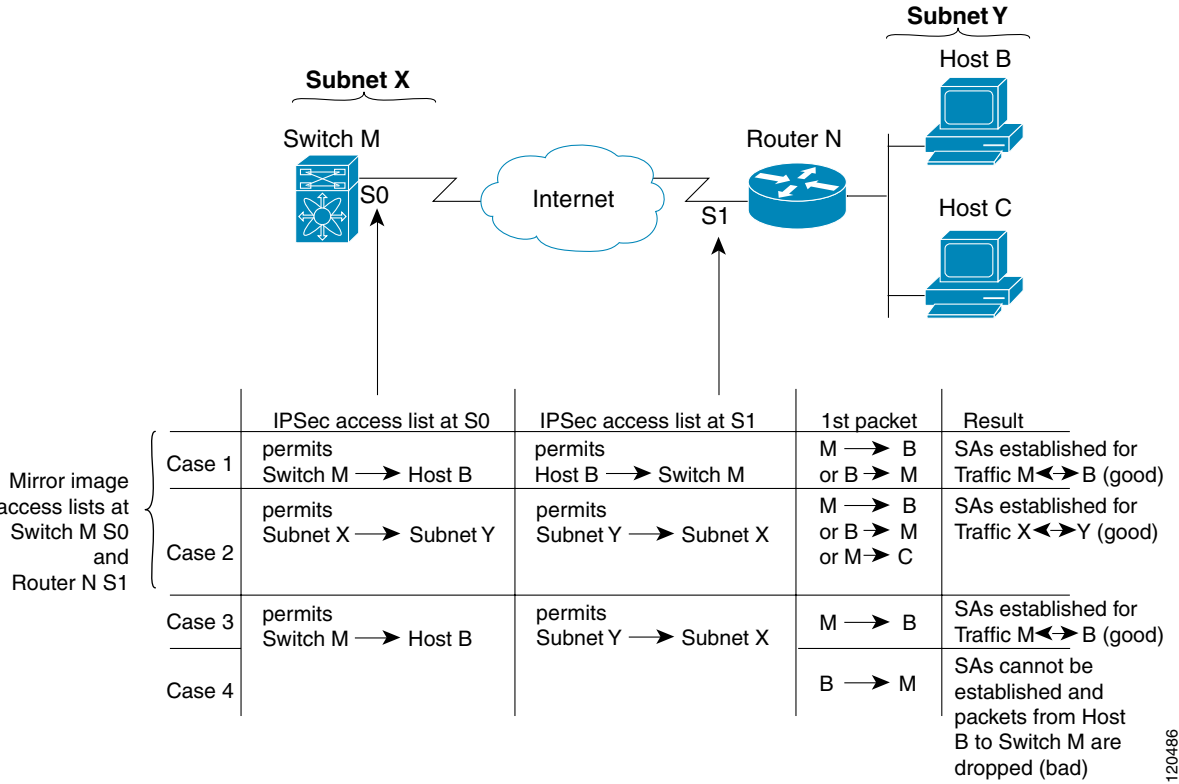 Subnet Y
Host B
Subnet X
Switch M
Router N
S0
Internet
S1
Host C
IPSec access list at S0
IPSec access list at S1
1st packet
Result
Mirror image
access lists at
Switch M S0
and
Router N S1
Case 1
permits
Switch M Host B
permits
Host B Switch M
M B
or B M
SAs established for
Traffic M B (good)
Case 2
permits
Subnet X Subnet Y
permits
Subnet Y Subnet X
M B
or B M
or M C
SAs established for
Traffic X Y (good)
Case 3
permits
Switch M Host B
permits
Subnet Y Subnet X
M B
SAs established for
Traffic M B (good)
Case 4
B M
SAs cannot be
established and
packets from Host
B to Switch M are
dropped (bad)
120486